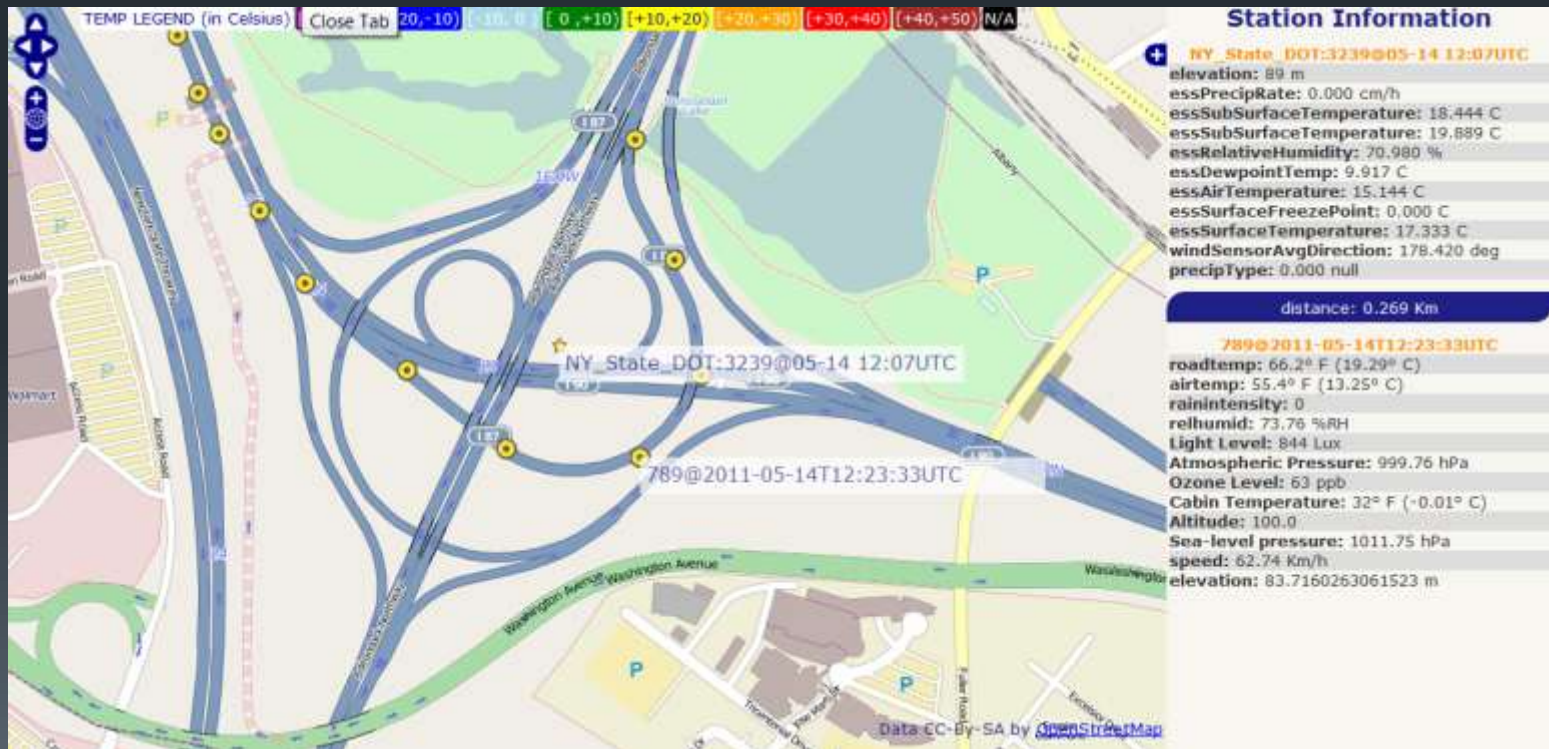 TEMP LEGEND (in Celsius)
Close Tab
20,-10)
[-10, 0 )
[ 0 ,+10)
[+10,+20)
[+20,+30)
[+30,+40)
[+40,+50)
N/A
I 87
Albany
P
P
P
P
Walmart
Access Road
I 90
NY_State_DOT:3239@05-14 12:07UTC
I 87
789@2011-05-14T12:23:33UTC
Washington Avenue
Washington Avenue
Washington Avenue
P
P
Fuller Road
Data CC-By-SA by OpenStreetMap
Station Information
NY_State_DOT:3239@05-14 12:07UTC
elevation: 89 m
essPrecipRate: 0.000 cm/h
essSubSurfaceTemperature: 18.444 C
essSubSurfaceTemperature: 19.889 C
essRelativeHumidity: 70.980 %
essDewpointTemp: 9.917 C
essAirTemperature: 15.144 C
essSurfaceFreezePoint: 0.000 C
essSurfaceTemperature: 17.333 C
windSensorAvgDirection: 178.420 deg
precipType: 0.000 null
distance: 0.269 Km
789@2011-05-14T12:23:33UTC
roadtemp: 66.2° F (19.29° C)
airtemp: 55.4° F (13.25° C)
rainintensity: 0
relhumid: 73.76 %RH
Light Level: 844 Lux
Atmospheric Pressure: 999.76 hPa
Ozone Level: 63 ppb
Cabin Temperature: 32° F (-0.01° C)
Altitude: 100.0
Sea-level pressure: 1011.75 hPa
speed: 62.74 Km/h
elevation: 83.7160263061523 m